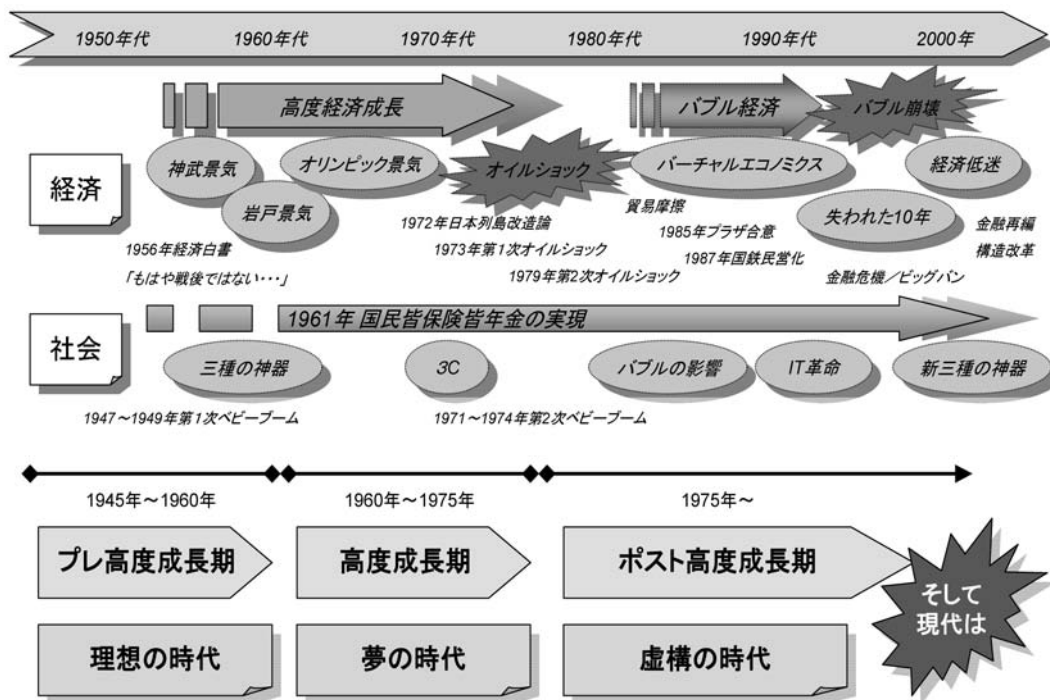 1950年代 1960年代 1970年代 1980年代 1990年代 2000年
高度経済成長 バブル経済 バブル崩壊
経済
神武景気 オリンピック景気 オイルショック バーチャルエコノミクス 経済低迷
岩戸景気 失われた10年
1972年日本列島改造論
1973年第1次オイルショック
1979年第2次オイルショック
貿易摩擦
1985年プラザ合意
1987年国鉄民営化
金融再編
構造改革
1956年経済白書
「もはや戦後ではない・・・」
金融危機/ビッグバン
社会
1961年 国民皆保険皆年金の実現
三種の神器 3C バブルの影響 IT革命 新三種の神器
1947~1949年第1次ベビーブーム 1971~1974年第2次ベビーブーム
1945年~1960年 1960年~1975年 1975年~
プレ高度成長期 高度成長期 ポスト高度成長期
そして
現代は
理想の時代 夢の時代 虚構の時代